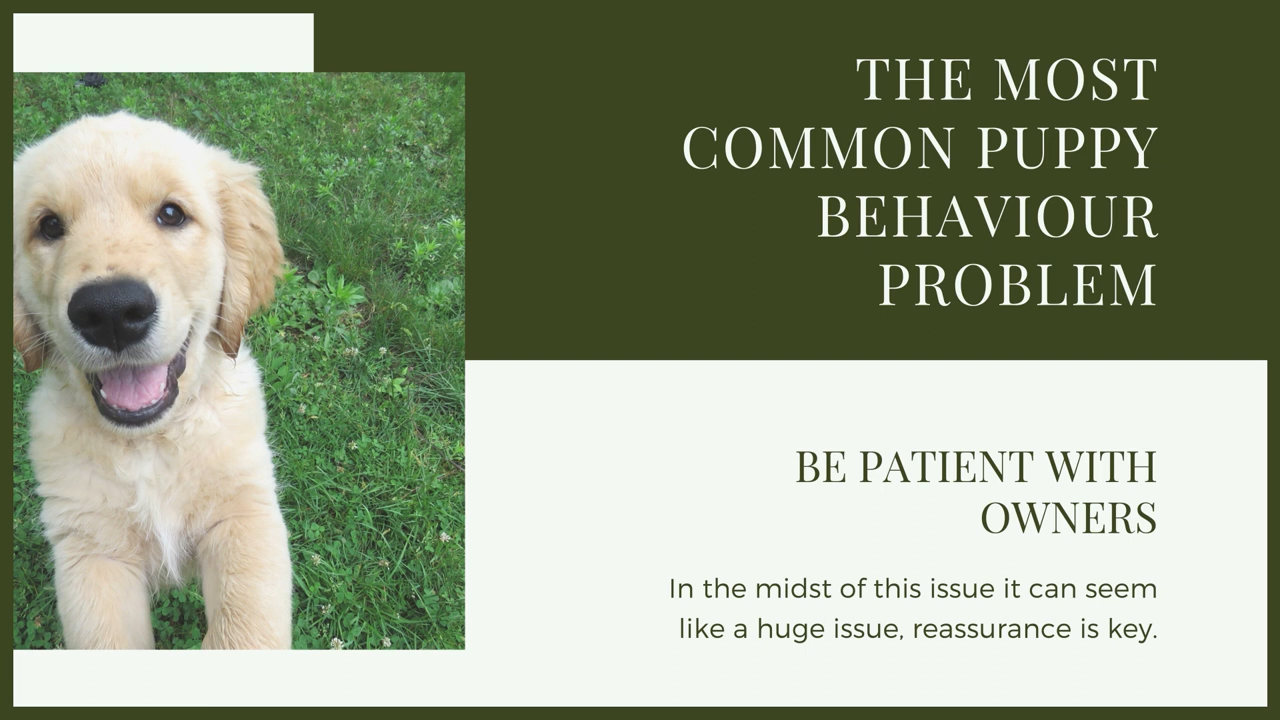 THE MOST
COMMON PUPPY
BEHAVIOUR
PROBLEM
BE PATIENT WITH
OWNERS
In the midst of this issue it can seem
like a huge issue, reassurance is key.